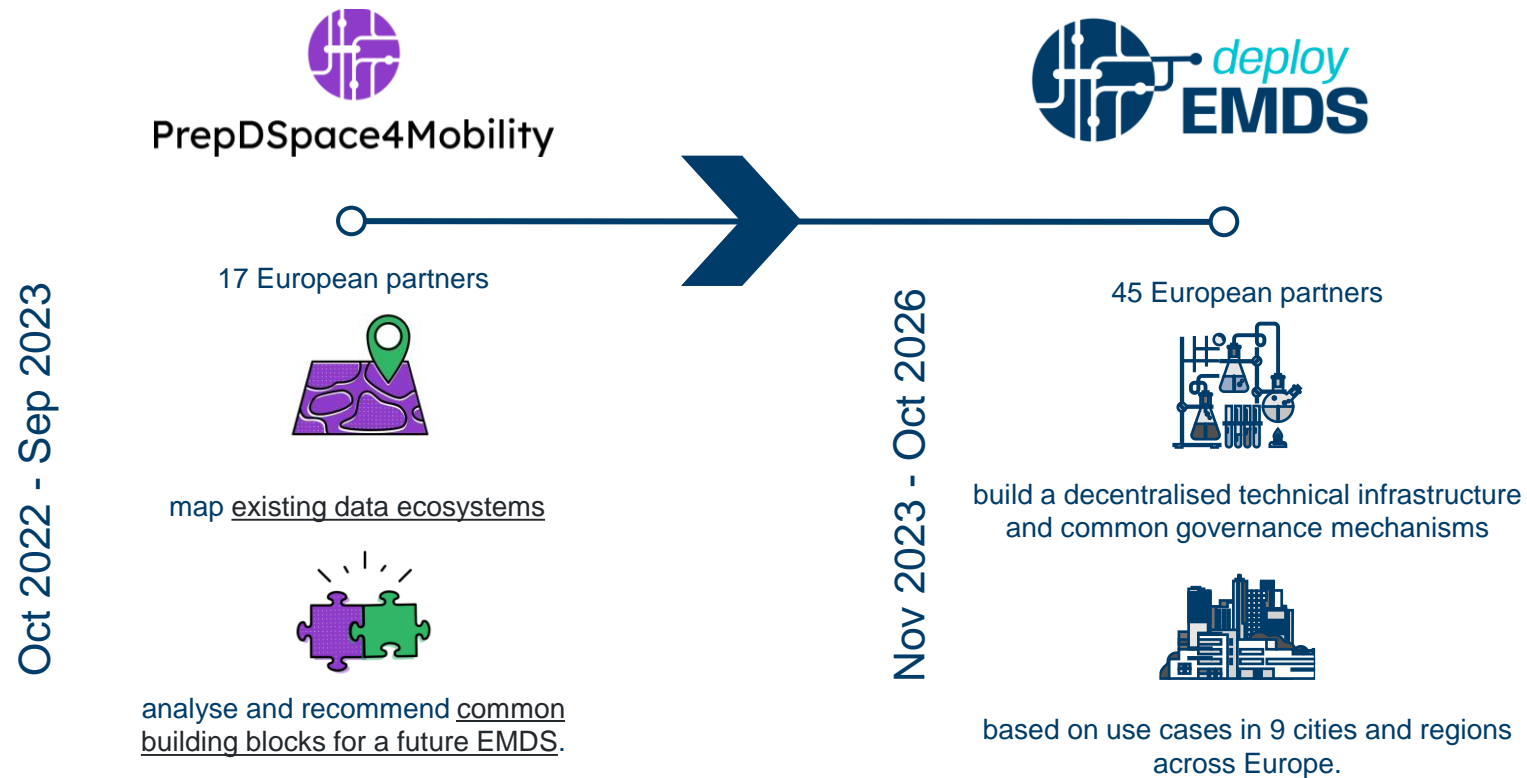 PrepDSpace4Mobility
Oct 2022 - Sep 2023
17 European partners
map existing data ecosystems
analyse and recommend common
building blocks for a future EMDS.
deploy
EMDS
Nov 2023 - Oct 2026
45 European partners
build a decentralised technical infrastructure
and common governance mechanisms
based on use cases in 9 cities and regions
across Europe.